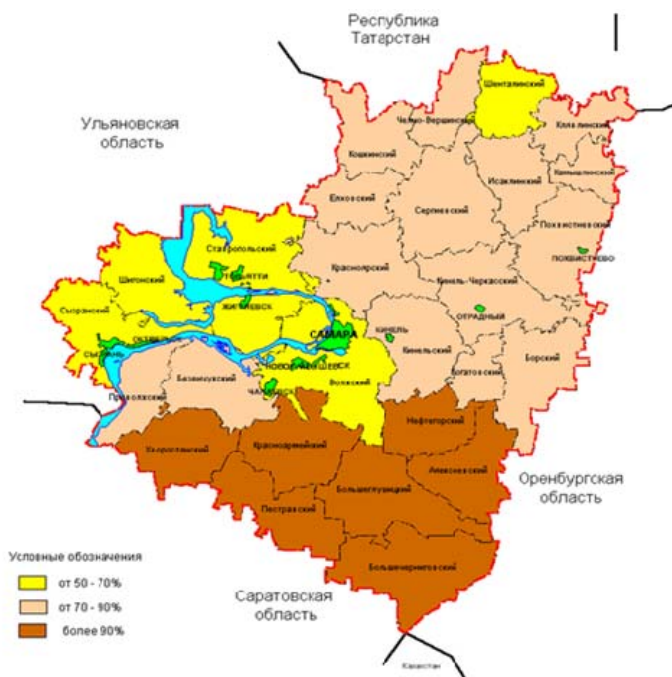 Республика
Татарстан
Ульяновская
область
Шенталинский
Челно-Вершинский
Клявлинский
Кошкинский
Камышлинский
Исаклинский
Елховский
Сергиевский
Похвистневский
Ставропольский
ПОХВИСТНЕВО
Красноярский
ТОЛЬЯТТИ
Шигонский
Кинель-Черкасский
Сызранский
ЖИГУЛЕВСК
ОТРАДНЫЙ
САМАРА
КИНЕЛЬ
ОКТЯБРЬСК
Кинельский
Борский
СЫЗРАНЬ
НОВОКУЙБЫШЕВСК
Богатовский
Безенчукский
Волжский
Приволжский
ЧАПАЕВСК
Нефтегорский
Хворостянский
Красноармейский
Алексеевский
Оренбургская
область
Большеглушицкий
Пестравский
Большечерниговский
Условные обозначения
от 50 - 70%
от 70 - 90%
более 90%
Саратовская
область
Казахстан